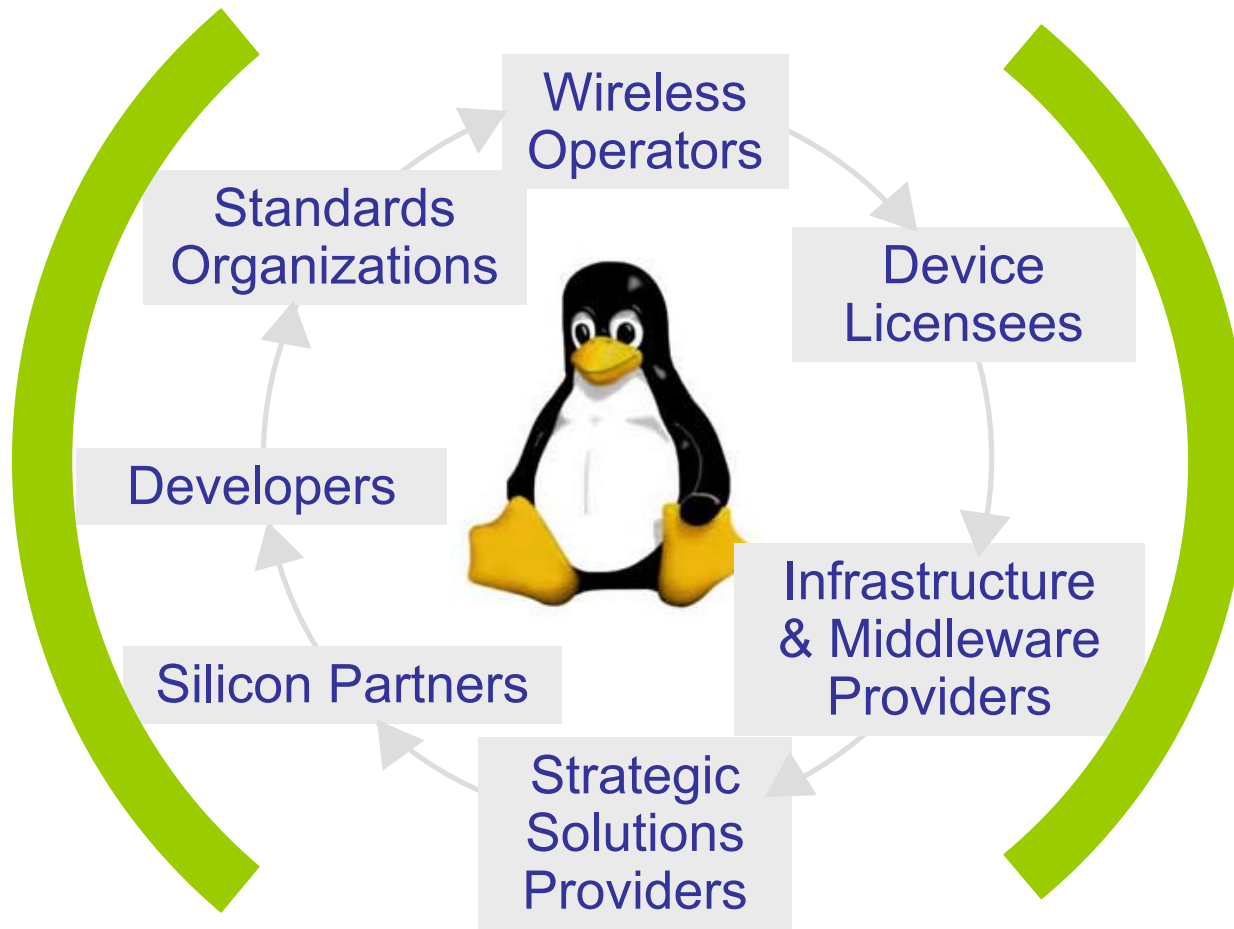 Wireless
Operators
Standards
Organizations
Device
Licensees
Developers
Infrastructure
& Middleware
Providers
Silicon Partners
Strategic
Solutions
Providers